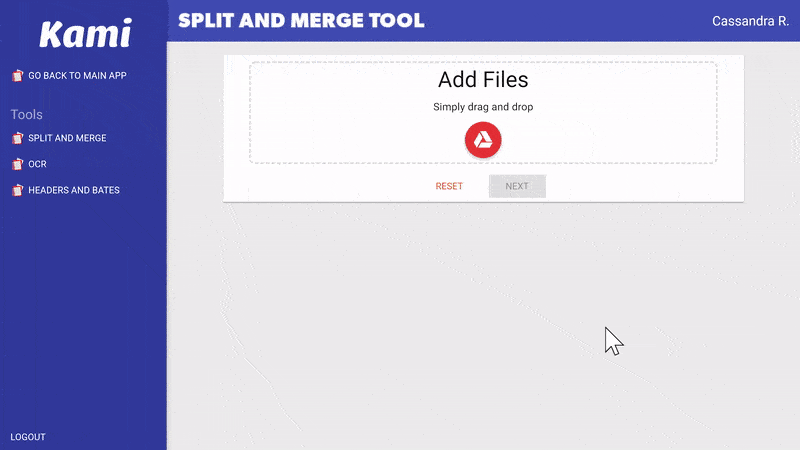 Kami
SPLIT AND MERGE TOOL
Cassandra R.
GO BACK TO MAIN APP
Tools
SPLIT AND MERGE
OCR
HEADERS AND BATES
LOGOUT
Add Files
Simply drag and drop
RESET
NEXT